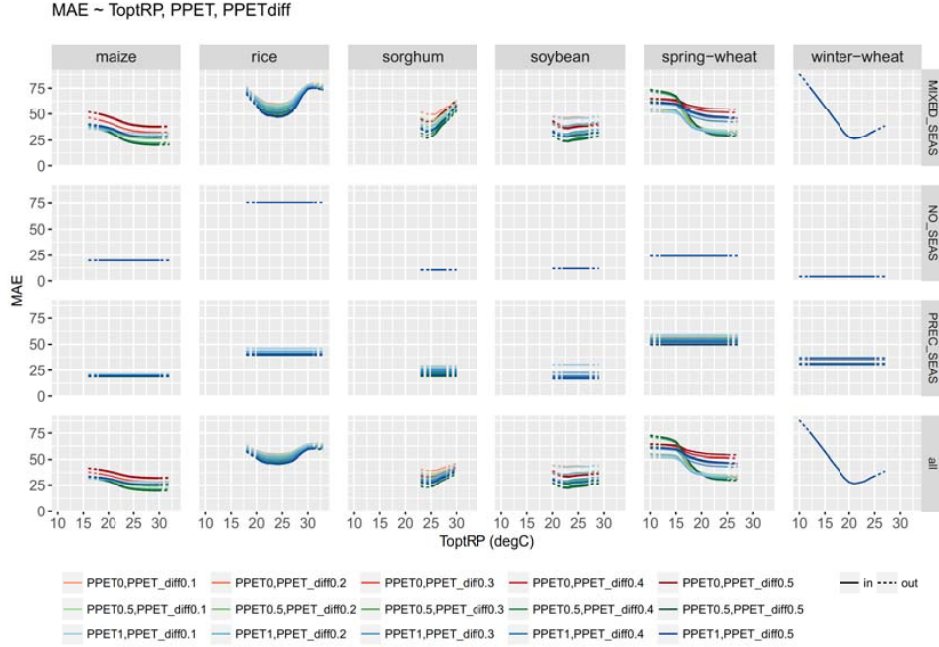 MAE ~ ToptRP, PPET, PPETdiff
maize rice sorghum soybean spring-wheat winter-wheat
75
50
25
0
MIXED_SEAS
75
50
25
0
NO_SEAS
75
50
25
0
PREC_SEAS
75
50
25
0
all
MAE
10 15 20 25 30 10 15 20 25 30 10 15 20 25 30 10 15 20 25 30 10 15 20 25 30 10 15 20 25 30
ToptRP (degC)
PPET0,PPET_diff0.1 PPET0,PPET_diff0.2 PPET0,PPET_diff0.3 PPET0,PPET_diff0.4 PPET0,PPET_diff0.5 in out
PPET0.5,PPET_diff0.1 PPET0.5,PPET_diff0.2 PPET0.5,PPET_diff0.3 PPET0.5,PPET_diff0.4 PPET0.5,PPET_diff0.5
PPET1,PPET_diff0.1 PPET1,PPET_diff0.2 PPET1,PPET_diff0.3 PPET1,PPET_diff0.4 PPET1,PPET_diff0.5